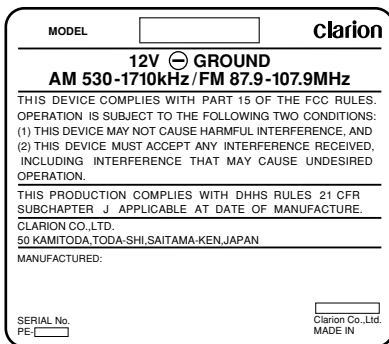 MODEL clarion
12V ⊖ GROUND
AM 530-1710kHz/FM 87.9-107.9MHz
THIS DEVICE COMPLIES WITH PART 15 OF THE FCC RULES.
OPERATION IS SUBJECT TO THE FOLLOWING TWO CONDITIONS:
(1) THIS DEVICE MAY NOT CAUSE HARMFUL INTERFERENCE, AND
(2) THIS DEVICE MUST ACCEPT ANY INTERFERENCE RECEIVED,
INCLUDING INTERFERENCE THAT MAY CAUSE UNDESIRED
OPERATION.
THIS PRODUCTION COMPLIES WITH DHHS RULES 21 CFR
SUBCHAPTER J APPLICABLE AT DATE OF MANUFACTURE.
CLARION CO.,LTD.
50 KAMITODA,TODA-SHI,SAITAMA-KEN,JAPAN
MANUFACTURED:
SERIAL No.
PE-
Clarion Co.,Ltd.
MADE IN